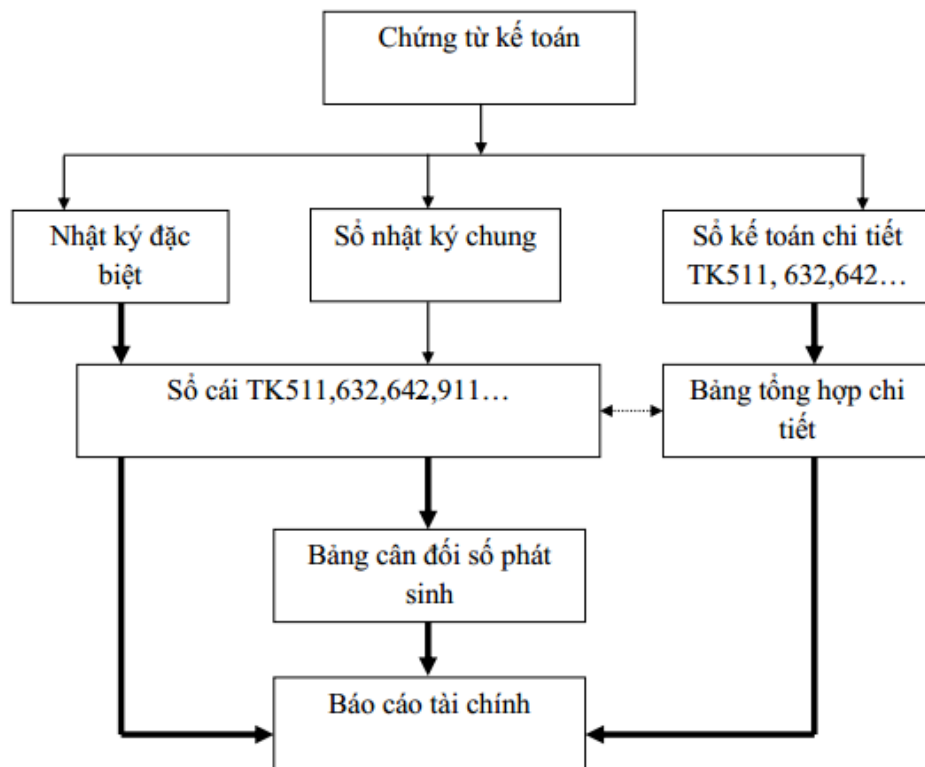 Chứng từ kế toán
Nhật ký đặc
biệt
Sổ nhật ký chung
Sổ kế toán chi tiết
TK511, 632,642…
Sổ cái TK511,632,642,911…
Bảng tổng hợp chi
tiết
Bảng cân đối số phát
sinh
Báo cáo tài chính